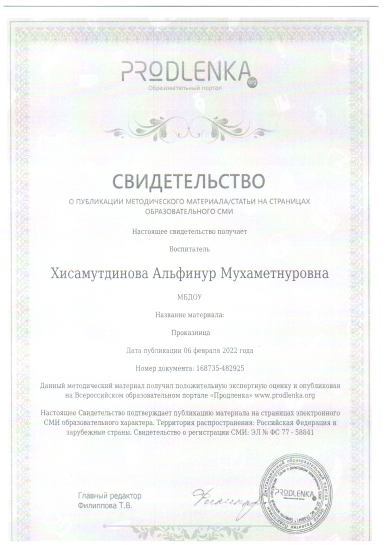 PRODLENKA
Образовательный портал
СВИДЕТЕЛЬСТВО
О ПУБЛИКАЦИИ МЕТОДИЧЕСКОГО МАТЕРИАЛА/СТАТЬИ НА СТРАНИЦАХ
ОБРАЗОВАТЕЛЬНОГО СМИ
Настоящее свидетельство получает
Воспитатель
Хисамутдинова Альфинур Мухаметнуровна
МБДОУ
Название материала:
Проказница
Дата публикации 06 февраля 2022 года
Номер документа: 168735-482925
Данный методический материал получил положительную экспертную оценку и опубликован
на Всероссийском образовательном портале «Продленка» www.prodlenka.org
Настоящее Свидетельство подтверждает публикацию материала на страницах электронного
СМИ образовательного характера. Территория распространения: Российская Федерация и
зарубежные страны. Свидетельство о регистрации СМИ: ЭЛ № ФС 77 - 58841
Главный редактор
Филиппова Т.В.
PRODLENKA